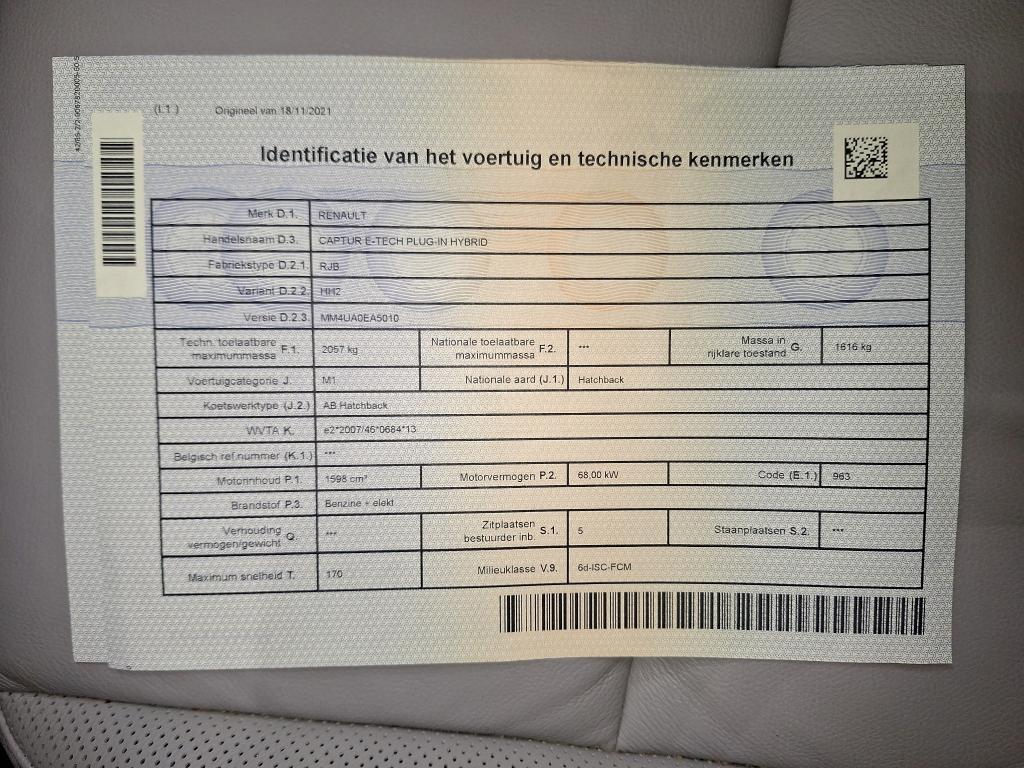 (I.1.) Origineel van 18/11/2021
Identificatie van het voertuig en technische kenmerken
Merk D.1. RENAULT
Handelsnaam D.3. CAPTUR E-TECH PLUG-IN HYBRID
Fabriekstype D.2.1. RJB
Variant D.2.2. HH2
Versie D.2.3. MM4UA0EA5010
Techn. toelaatbare maximummassa F.1. 2057 kg Nationale toelaatbare maximummassa F.2. *** Massa in rijklare toestand G. 1616 kg
Voertuigcategorie J. M1 Nationale aard (J.1.) Hatchback
Koetswerktype (J.2.) AB Hatchback
WVTA K. e2*2007/46*0684*13
Belgisch ref.nummer (K.1.) ***
Motorinhoud P.1. 1598 cm³ Motorvermogen P.2. 68,00 kW Code (E.1.) 963
Brandstof P.3. Benzine + elekt
Verhouding vermogen/gewicht Q. *** Zitplaatsen bestuurder inb. S.1. 5 Staanplaatsen S.2. ***
Maximum snelheid T. 170 Milieuklasse V.9. 6d-ISC-FCM